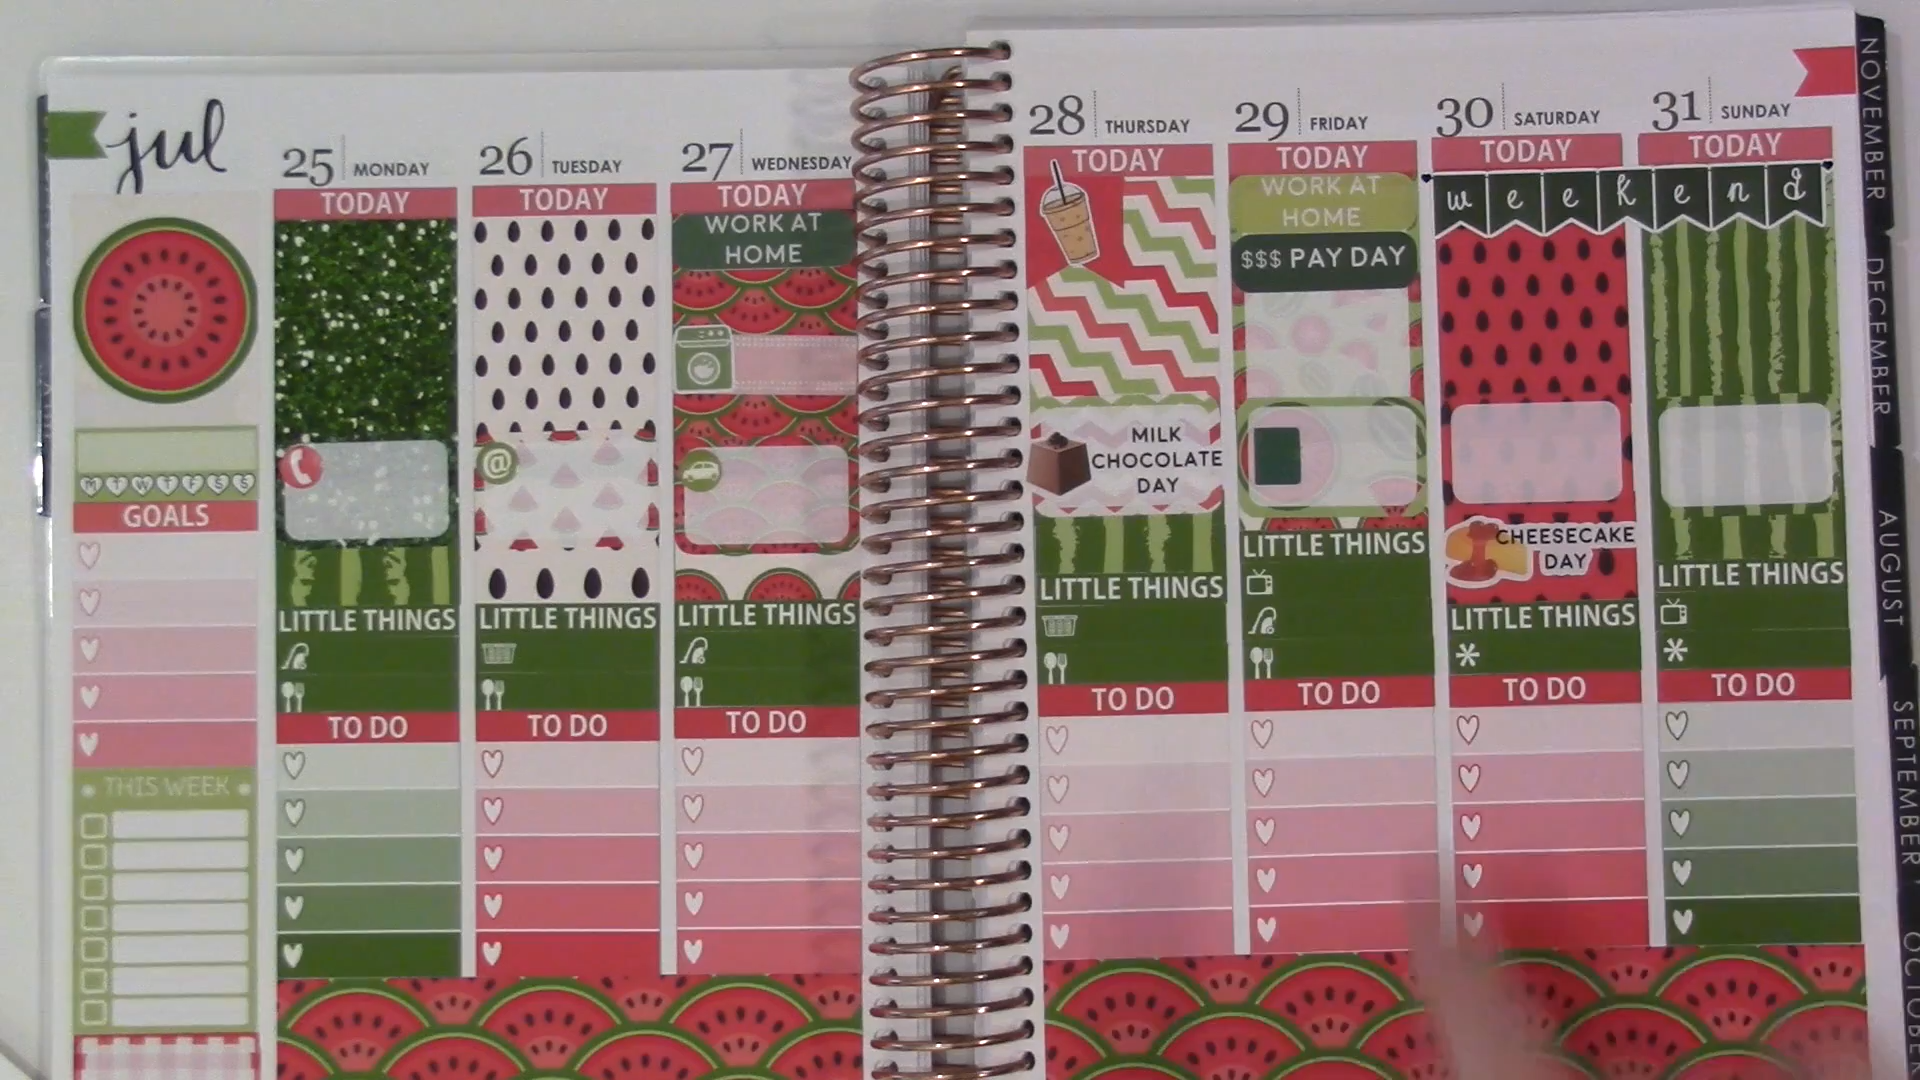 jul
25 MONDAY
26 TUESDAY
27 WEDNESDAY
28 THURSDAY
29 FRIDAY
30 SATURDAY
31 SUNDAY
TODAY
TODAY
TODAY
TODAY
TODAY
TODAY
TODAY
WORK AT
HOME
WORK AT
HOME
$$$ PAY DAY
weekend
@
MILK
CHOCOLATE
DAY
CHEESECAKE
DAY
M T W T F S S
GOALS
LITTLE THINGS
LITTLE THINGS
LITTLE THINGS
LITTLE THINGS
LITTLE THINGS
LITTLE THINGS
LITTLE THINGS
TO DO
TO DO
TO DO
TO DO
TO DO
TO DO
TO DO
THIS WEEK
NOVEMBER
DECEMBER
AUGUST
SEPTEMBER
OCTOBER